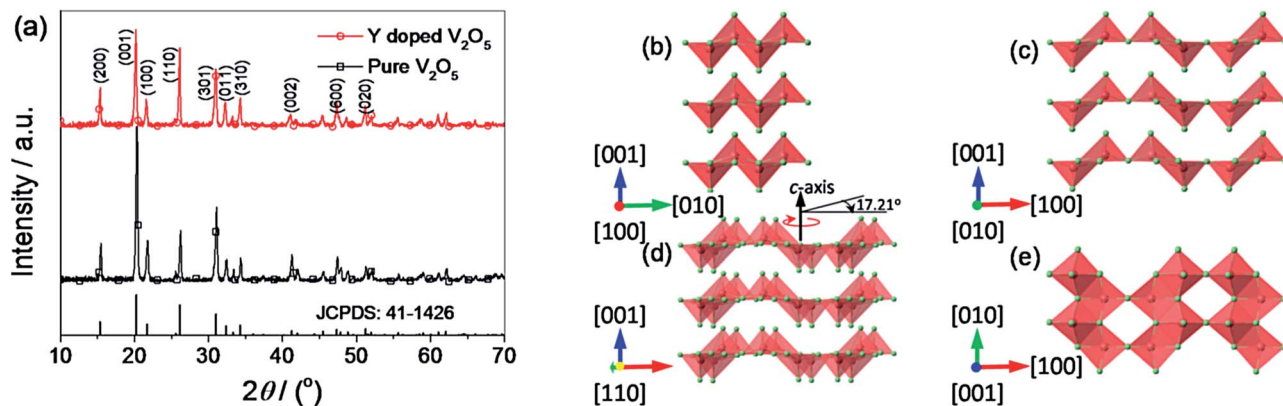 (a)
Y doped V2O5
Pure V2O5
(200)
(001)
(100)
(110)
(301)
(011)
(310)
(002)
(600)
(020)
JCPDS: 41-1426
Intensity / a.u.
10 20 30 40 50 60 70
2θ / (°)
(b)
[001]
[010]
[100]
(c)
[001]
[100]
[010]
(d)
c-axis
17.21°
[001]
[110]
(e)
[010]
[100]
[001]